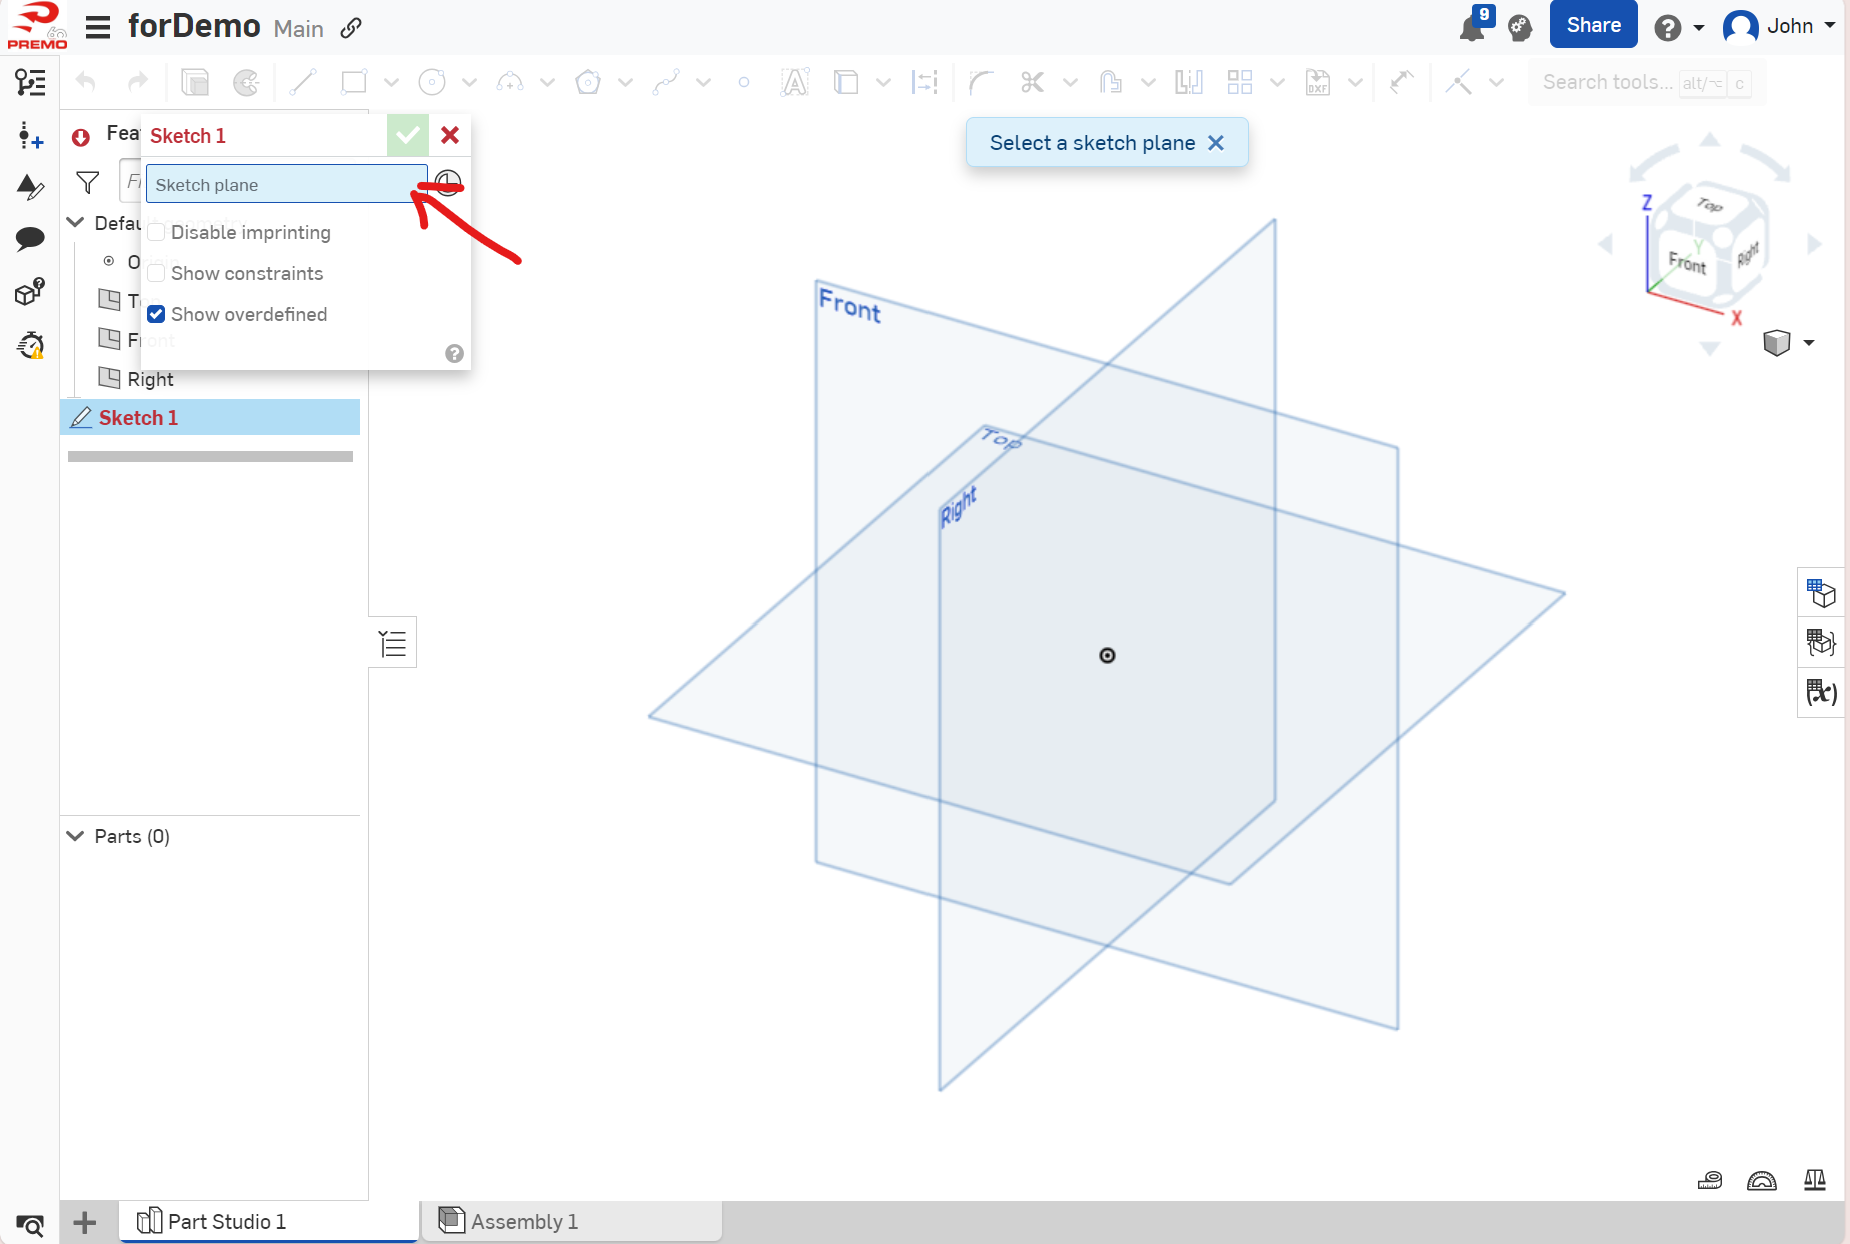 PREMO
forDemo Main
9
Share
John
Search tools... alt/⌥ c
Sketch 1
Select a sketch plane
Sketch plane
Disable imprinting
Show constraints
Show overdefined
Right
Sketch 1
Parts (0)
Front
Top
Right
Z
Top
Y
Front
Right
X
DXF
Part Studio 1
Assembly 1